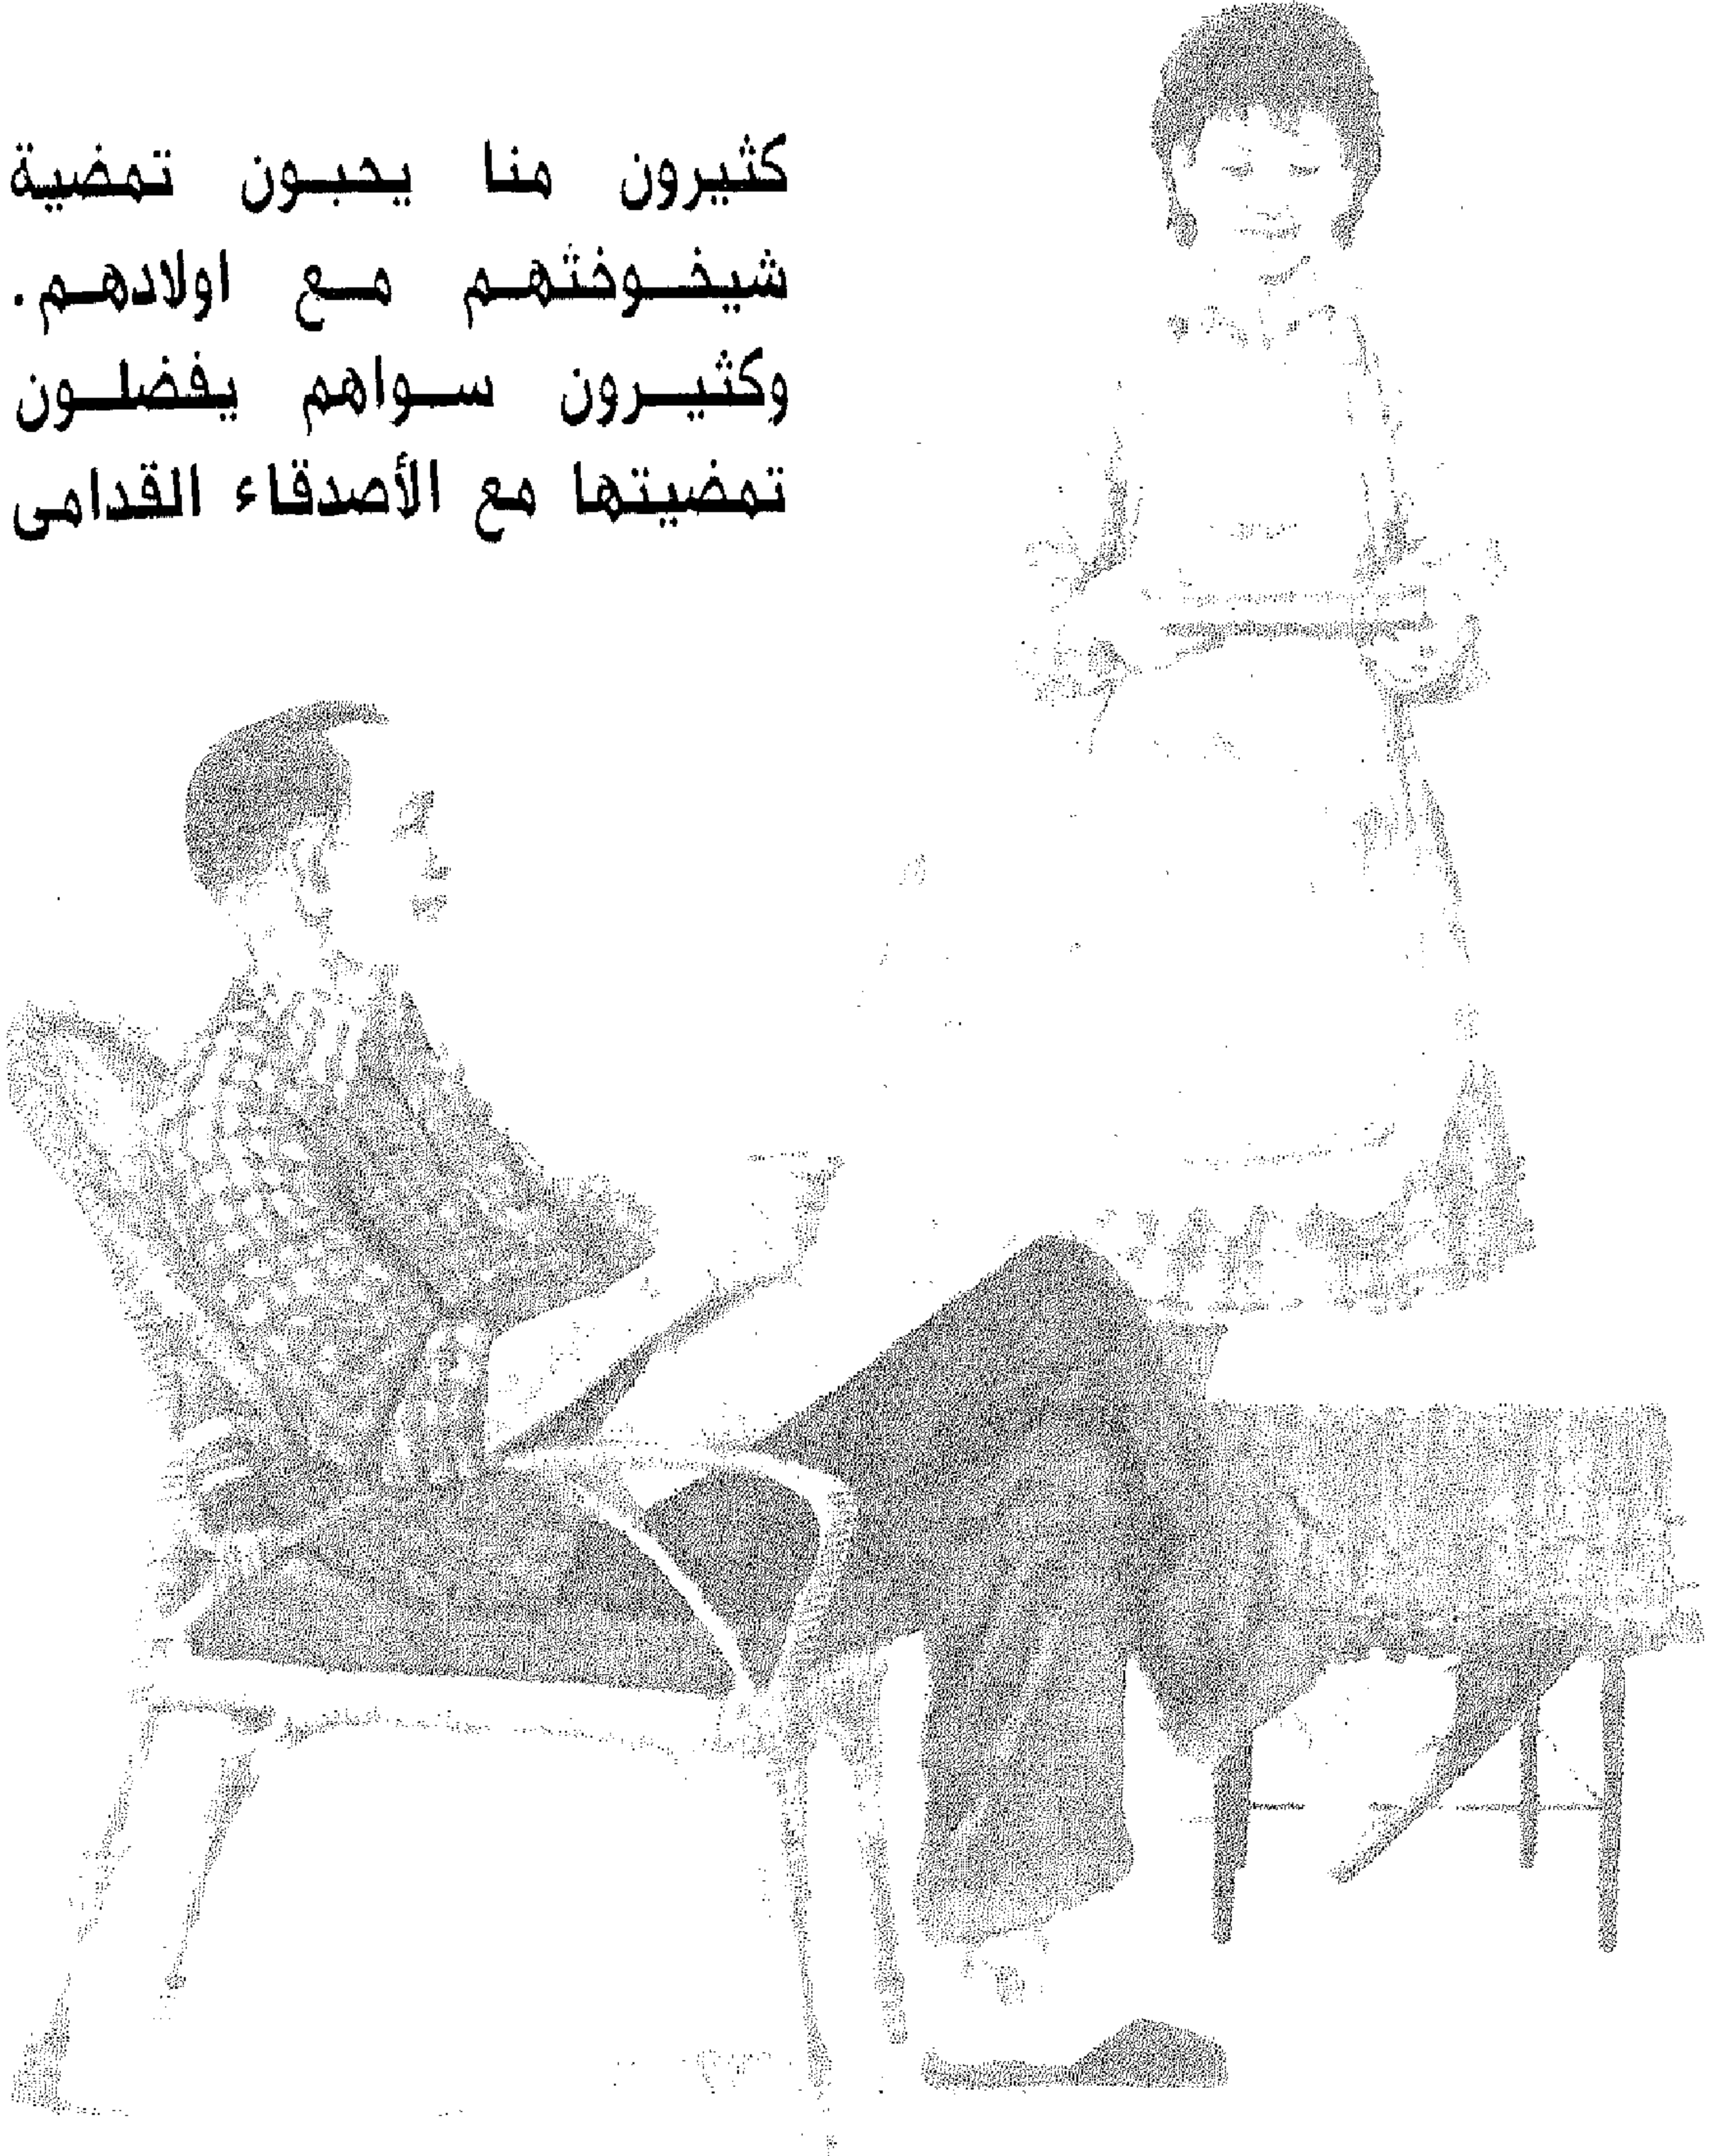 كثيرون منا يحبون تمضية
شيخوختهم مع اولادهم.
وكثيرون سواهم يفضلون
تمضيتها مع الأصدقاء القدامى